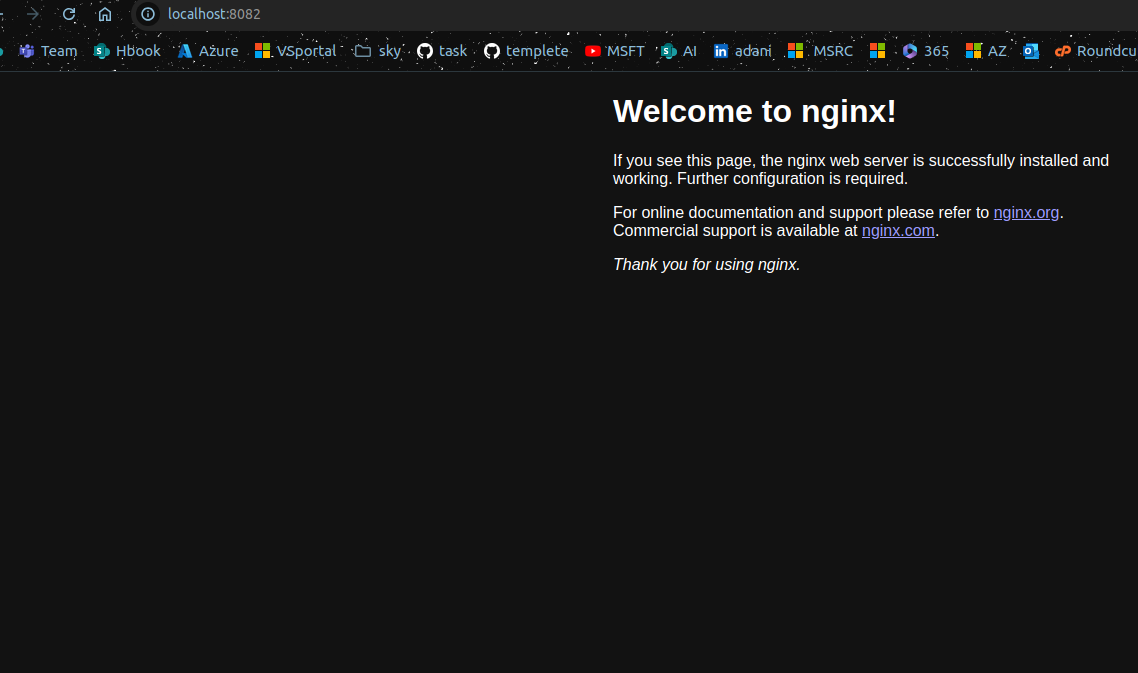 localhost:8082
Team Hbook Azure VSportal sky task templete MSFT AI adani MSRC 365 AZ Roundcu
Welcome to nginx!
If you see this page, the nginx web server is successfully installed and
working. Further configuration is required.
For online documentation and support please refer to nginx.org.
Commercial support is available at nginx.com.
Thank you for using nginx.